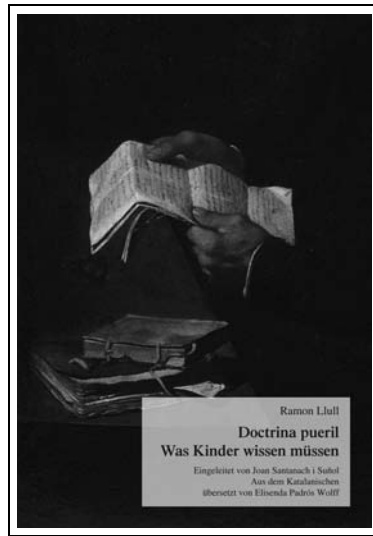 Ramon Llull
Doctrina pueril
Was Kinder wissen müssen
Eingeleitet von Joan Santanach i Suñol
Aus dem Katalanischen
übersetzt von Elisenda Padrós Wolff